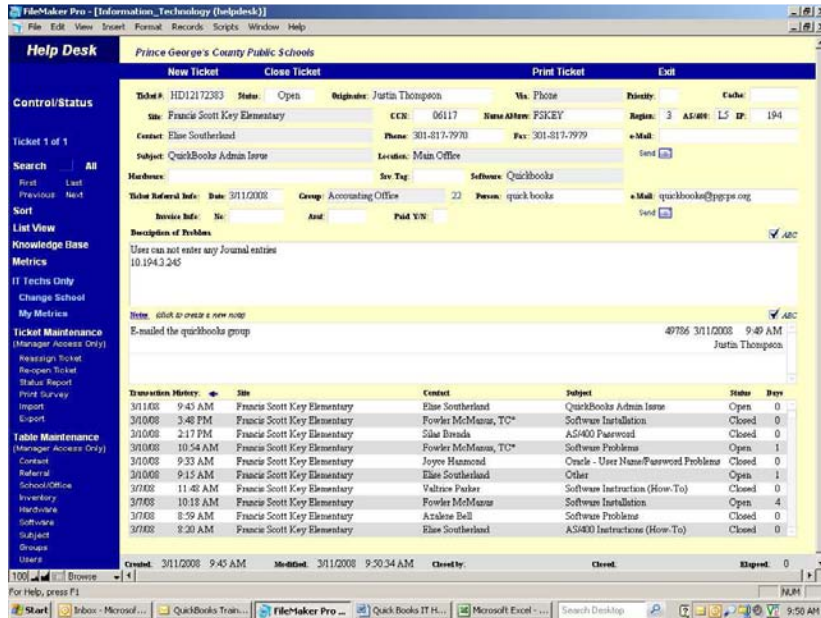 FileMaker Pro - [Information_Technology (helpdesk)]
File Edit View Insert Format Records Scripts Window Help
Help Desk
Prince George's County Public Schools
New Ticket Close Ticket Print Ticket Exit
Control/Status
Ticket 1 of 1
Search All
First Last
Previous Next
Sort
List View
Knowledge Base
Metrics
IT Techs Only
Change School
My Metrics
Ticket Maintenance
(Manager Access Only)
Reassign Ticket
Re-open Ticket
Status Report
Print Survey
Import
Export
Table Maintenance
(Manager Access Only)
Contact
Referral
School/Office
Inventory
Hardware
Software
Subject
Groups
Users
Ticket #: HD12172383 Status: Open Originator: Justin Thompson Via: Phone Priority: Cache:
Site: Francis Scott Key Elementary CCN: 06117 Name Abbrev: FSKEY Region: 3 AS/400: L5 IP: 194
Contact: Elise Southerland Phone: 301-817-7970 Fax: 301-817-7979 e-Mail:
Subject: QuickBooks Admin Issue Location: Main Office Send
Hardware: Srv. Tag: Software: Quickbooks
Ticket Referral Info: Date: 3/11/2008 Group: Accounting Office 22 Person: quick books e-Mail: quickbooks@pgcps.org
Invoice Info: No: Amt: Paid Y/N: Send
Description of Problem ABC
User can not enter any Journal entries
10.194.3.245
Notes (click to create a new note) ABC
E-mailed the quickbooks group 49786 3/11/2008 9:49 AM
Justin Thompson
Transaction History: Site Contact Subject Status Days
3/11/08 9:45 AM Francis Scott Key Elementary Elise Southerland QuickBooks Admin Issue Open 0
3/10/08 3:48 PM Francis Scott Key Elementary Fowler McManus, TC* Software Installation Closed 0
3/10/08 2:17 PM Francis Scott Key Elementary Silas Brenda AS/400 Password Closed 0
3/10/08 10:54 AM Francis Scott Key Elementary Fowler McManus, TC* Software Problems Open 1
3/10/08 9:33 AM Francis Scott Key Elementary Joyce Hammond Oracle - User Name/Password Problems Closed 0
3/10/08 9:15 AM Francis Scott Key Elementary Elise Southerland Other Open 1
3/7/08 11:48 AM Francis Scott Key Elementary Valtrice Parker Software Instruction (How-To) Closed 0
3/7/08 10:18 AM Francis Scott Key Elementary Fowler McManus Software Installation Open 4
3/7/08 8:59 AM Francis Scott Key Elementary Azalene Bell Software Problems Closed 0
3/7/08 8:20 AM Francis Scott Key Elementary Elise Southerland AS/400 Instructions (How-To) Closed 0
Created: 3/11/2008 9:45 AM Modified: 3/11/2008 9:50:34 AM Closed by: Closed: Elapsed: 0
100 Browse
For Help, press F1 NUM
Start Inbox - Microsof... QuickBooks Train... FileMaker Pro ... Quick Books IT H... Microsoft Excel - ... Search Desktop 9:50 AM